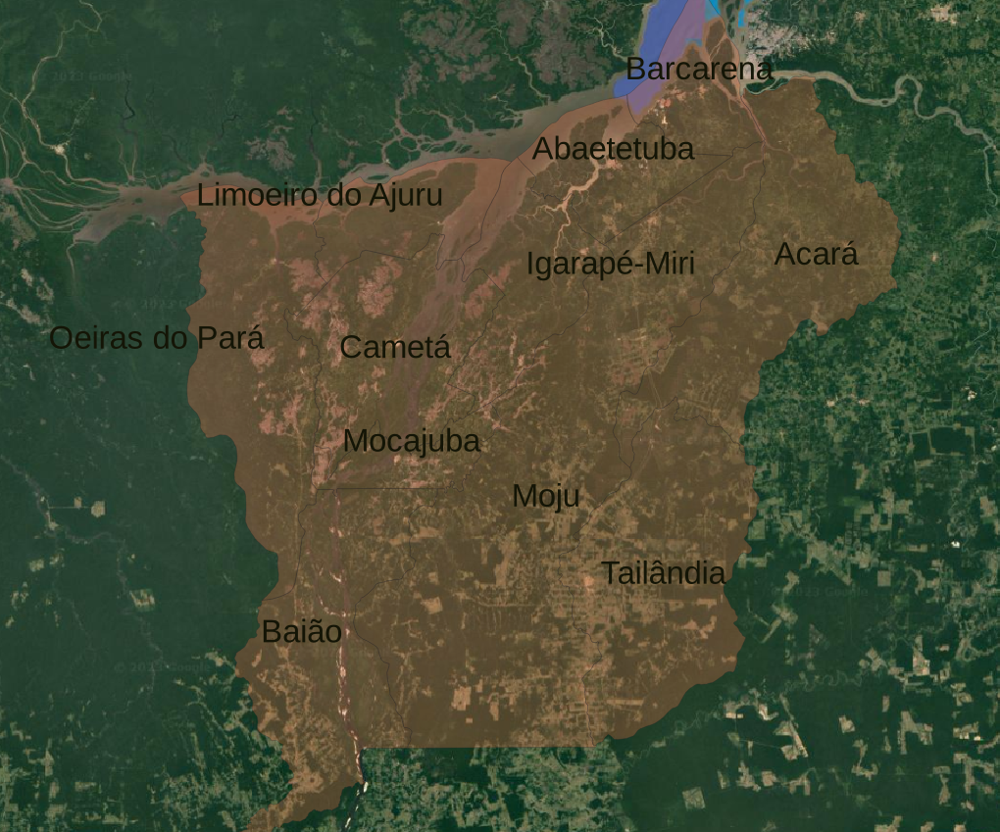 Barcarena
Abaetetuba
Limoeiro do Ajuru
Acará
Igarapé-Miri
Oeiras do Pará
Cametá
Mocajuba
Moju
Tailândia
Baião